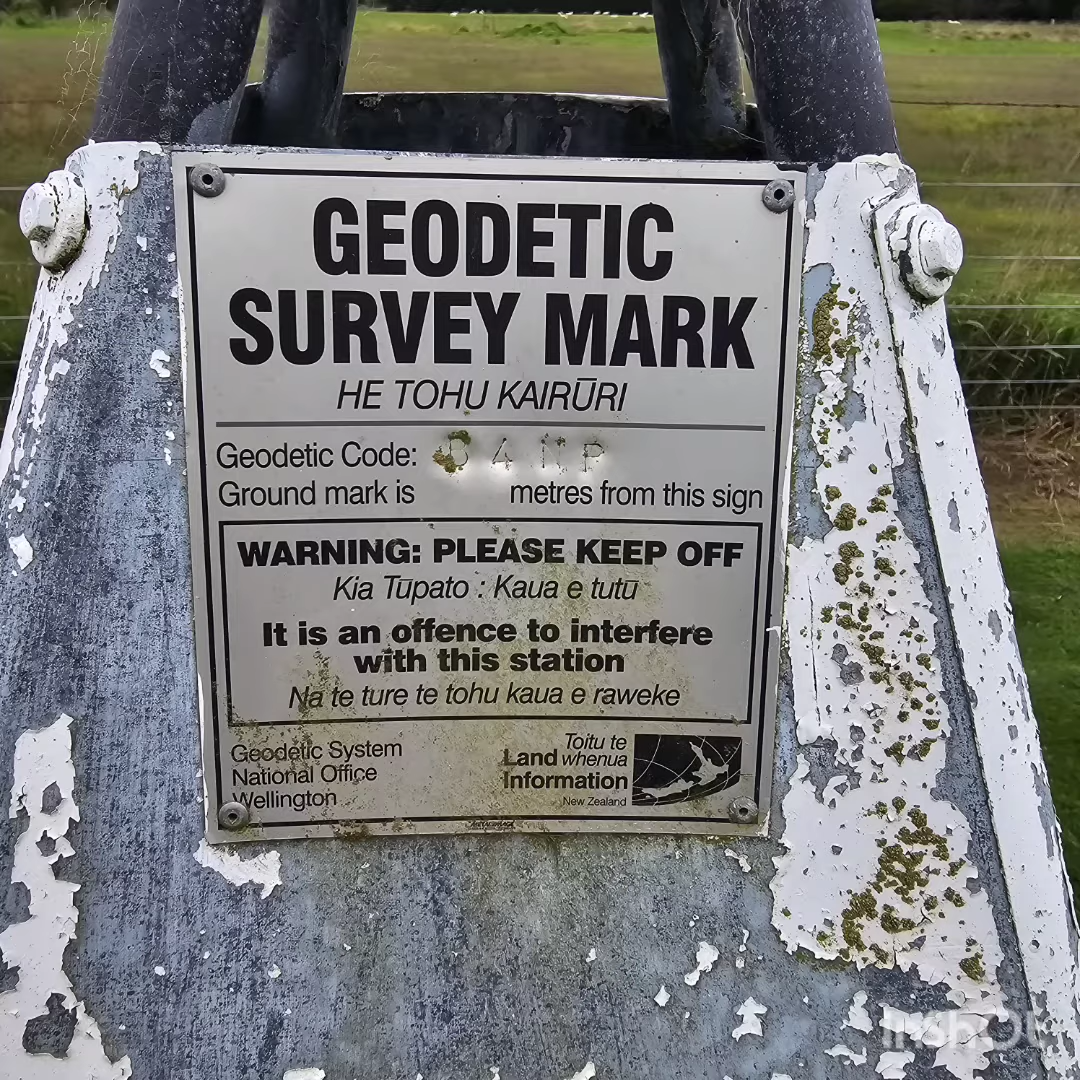 GEODETIC
SURVEY MARK
HE TOHU KAIRŪRI
Geodetic Code: A N P
Ground mark is metres from this sign
WARNING: PLEASE KEEP OFF
Kia Tūpato : Kaua e tutū
It is an offence to interfere
with this station
Na te ture te tohu kaua e raweke
Geodetic System
National Office
Wellington
Toitu te
Land whenua
Information
New Zealand
InShOt